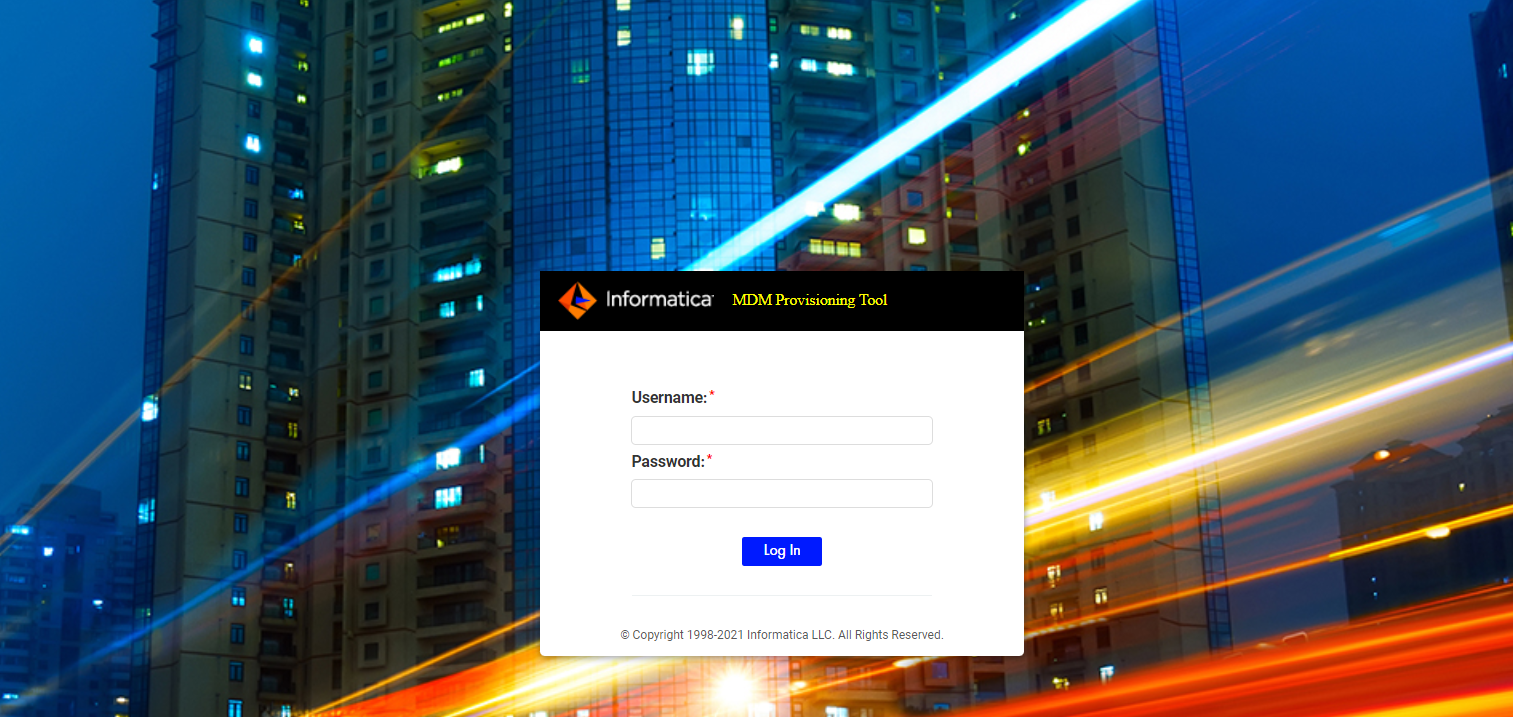 Informatica MDM Provisioning Tool
Username:*
Password:*
Log In
© Copyright 1998-2021 Informatica LLC. All Rights Reserved.